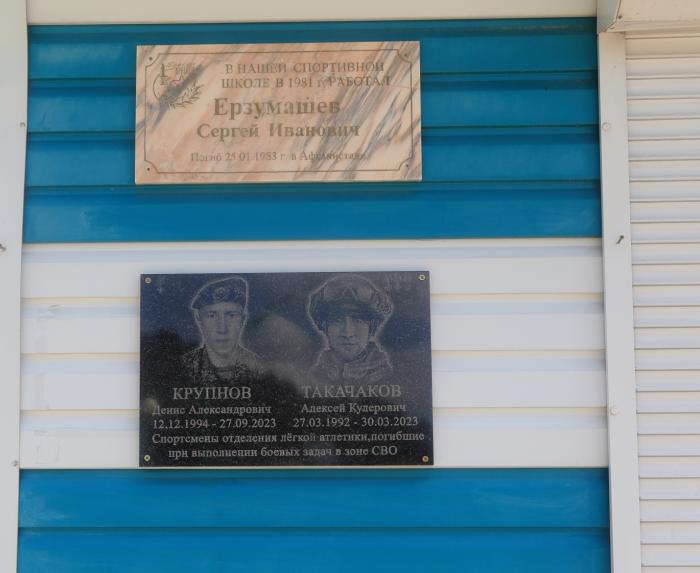 В НАШЕЙ СПОРТИВНОЙ
ШКОЛЕ В 1981 г. РАБОТАЛ
Ерзумашев
Сергей Иванович
Погиб 25.01.1983 г. в Афганистане
КРУПНОВ ТАКАЧАКОВ
Денис Александрович Алексей Кулерович
12.12.1994 - 27.09.2023 27.03.1992 - 30.03.2023
Спортсмены отделения лёгкой атлетики,погибшие
при выполнении боевых задач в зоне СВО